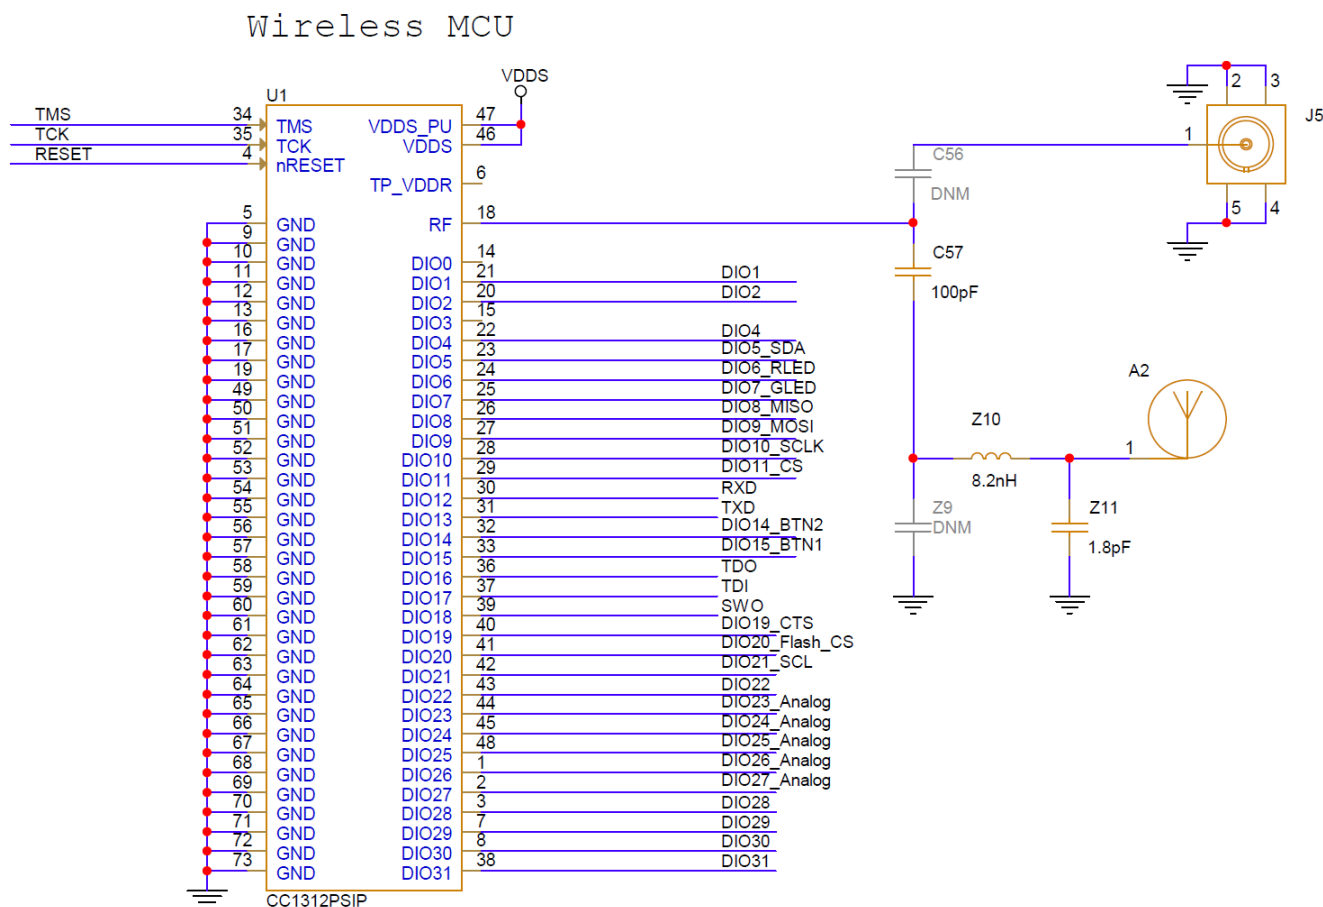 Wireless MCU
VDDS
U1
TMS 34 TMS VDDS_PU 47
TCK 35 TCK VDDS 46
RESET 4 nRESET
TP_VDDR 6
5 GND RF 18
9 GND
10 GND DIO0 14
11 GND DIO1 21 DIO1
12 GND DIO2 20 DIO2
13 GND DIO3 15
16 GND DIO4 22 DIO4
17 GND DIO5 23 DIO5_SDA
19 GND DIO6 24 DIO6_RLED
49 GND DIO7 25 DIO7_GLED
50 GND DIO8 26 DIO8_MISO
51 GND DIO9 27 DIO9_MOSI
52 GND DIO10 28 DIO10_SCLK
53 GND DIO11 29 DIO11_CS
54 GND DIO12 30 RXD
55 GND DIO13 31 TXD
56 GND DIO14 32 DIO14_BTN2
57 GND DIO15 33 DIO15_BTN1
58 GND DIO16 36 TDO
59 GND DIO17 37 TDI
60 GND DIO18 39 SWO
61 GND DIO19 40 DIO19_CTS
62 GND DIO20 41 DIO20_Flash_CS
63 GND DIO21 42 DIO21_SCL
64 GND DIO22 43 DIO22
65 GND DIO23 44 DIO23_Analog
66 GND DIO24 45 DIO24_Analog
67 GND DIO25 48 DIO25_Analog
68 GND DIO26 1 DIO26_Analog
69 GND DIO27 2 DIO27_Analog
70 GND DIO28 3 DIO28
71 GND DIO29 7 DIO29
72 GND DIO30 8 DIO30
73 GND DIO31 38 DIO31
CC1312PSIP
2 3
J5
1
5 4
C56
DNM
C57
100pF
A2
1
Z10
8.2nH
Z9
DNM
Z11
1.8pF